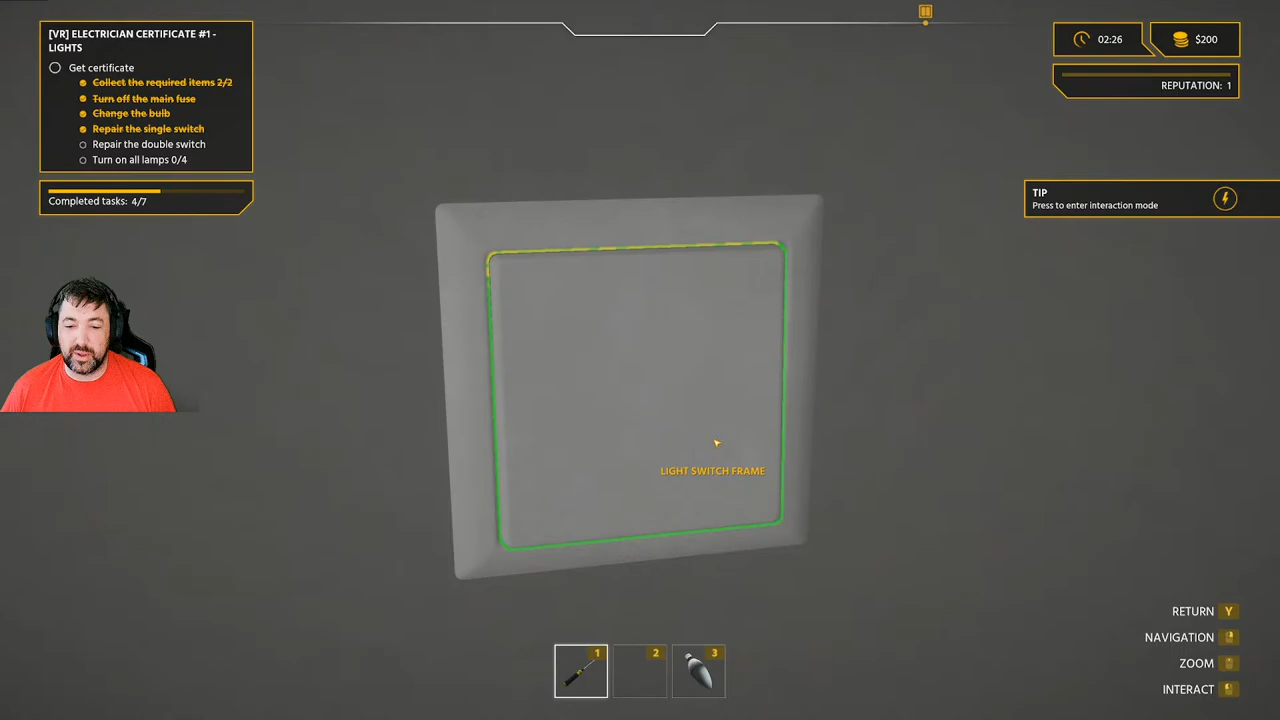 [VR] ELECTRICIAN CERTIFICATE #1 -
LIGHTS
Get certificate
Collect the required items 2/2
Turn off the main fuse
Change the bulb
Repair the single switch
Repair the double switch
Turn on all lamps 0/4
Completed tasks: 4/7
02:26
$200
REPUTATION: 1
TIP
Press to enter interaction mode
LIGHT SWITCH FRAME
1
2
3
RETURN Y
NAVIGATION
ZOOM
INTERACT